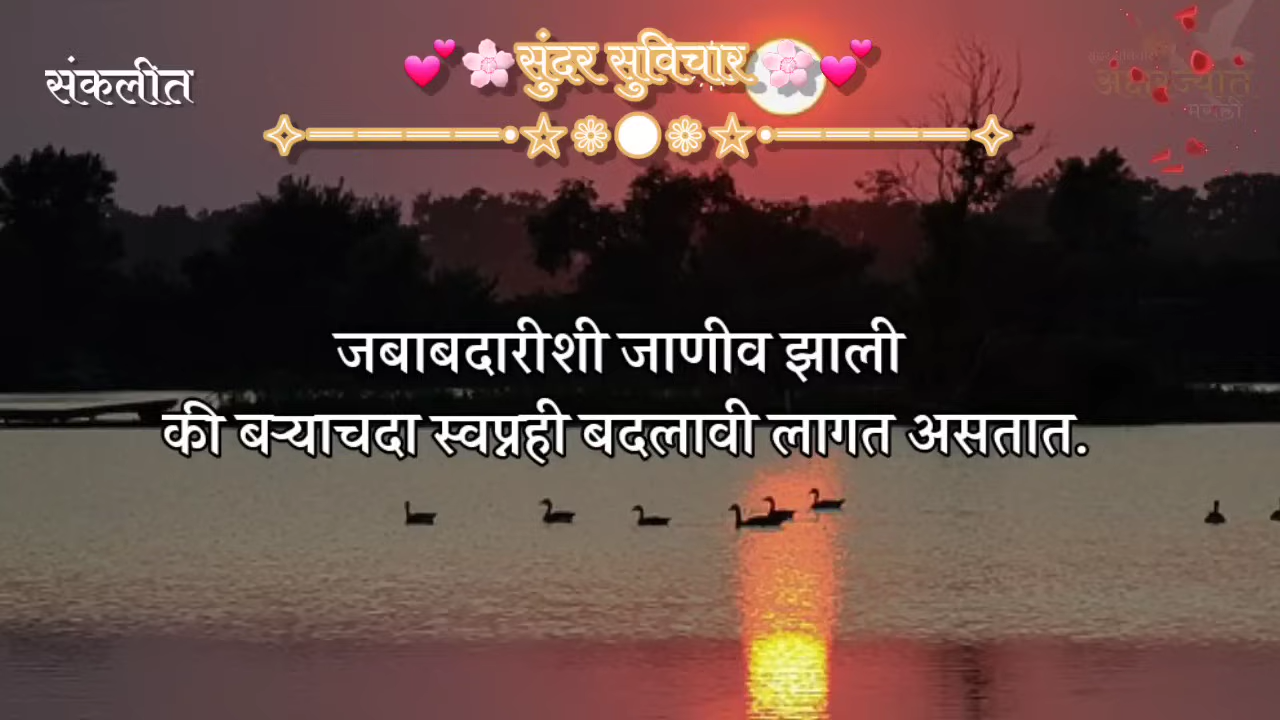 संकलीत
💕🌸सुंदर सुविचार🌸💕
जबाबदारीशी जाणीव झाली
की बऱ्याचदा स्वप्नही बदलावी लागत असतात.